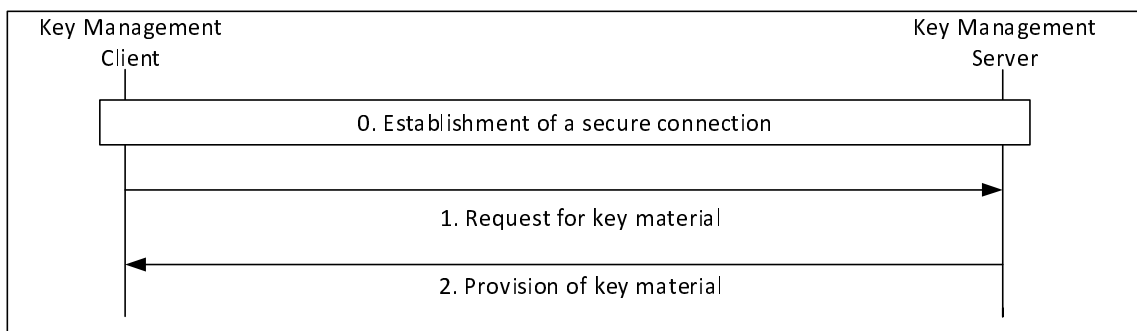 Key Management
Client
Key Management
Server
0. Establishment of a secure connection
1. Request for key material
2. Provision of key material